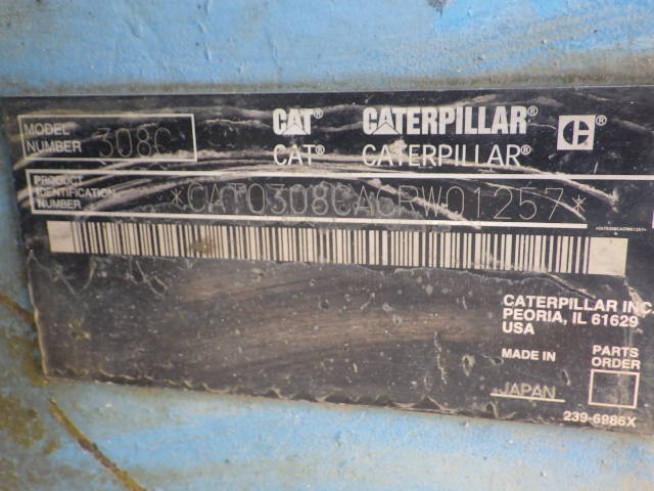 MODEL NUMBER 308C
CAT® CATERPILLAR®
CAT® CATERPILLAR®
PRODUCT IDENTIFICATION NUMBER *CAT0308CACPW01257*
CATERPILLAR INC.
PEORIA, IL 61629
USA
MADE IN JAPAN
PARTS ORDER
239-6986X